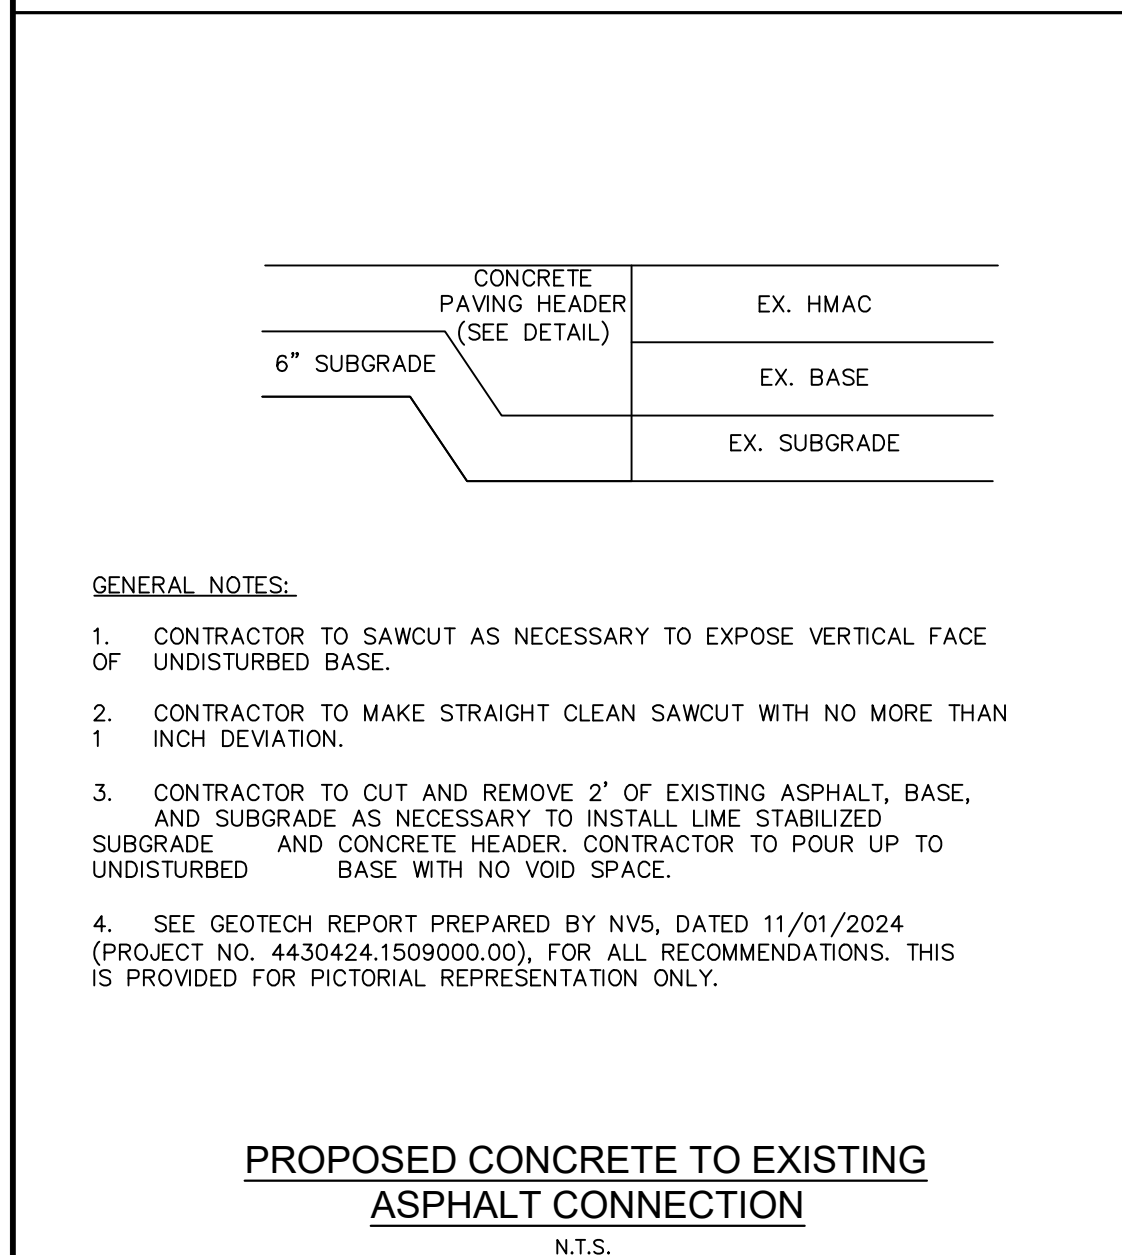 CONCRETE
PAVING HEADER
(SEE DETAIL)
EX. HMAC
6" SUBGRADE
EX. BASE
EX. SUBGRADE
GENERAL NOTES:
1. CONTRACTOR TO SAWCUT AS NECESSARY TO EXPOSE VERTICAL FACE
OF UNDISTURBED BASE.
2. CONTRACTOR TO MAKE STRAIGHT CLEAN SAWCUT WITH NO MORE THAN
1 INCH DEVIATION.
3. CONTRACTOR TO CUT AND REMOVE 2' OF EXISTING ASPHALT, BASE,
AND SUBGRADE AS NECESSARY TO INSTALL LIME STABILIZED
SUBGRADE AND CONCRETE HEADER. CONTRACTOR TO POUR UP TO
UNDISTURBED BASE WITH NO VOID SPACE.
4. SEE GEOTECH REPORT PREPARED BY NV5, DATED 11/01/2024
(PROJECT NO. 4430424.1509000.00), FOR ALL RECOMMENDATIONS. THIS
IS PROVIDED FOR PICTORIAL REPRESENTATION ONLY.
PROPOSED CONCRETE TO EXISTING
ASPHALT CONNECTION
N.T.S.